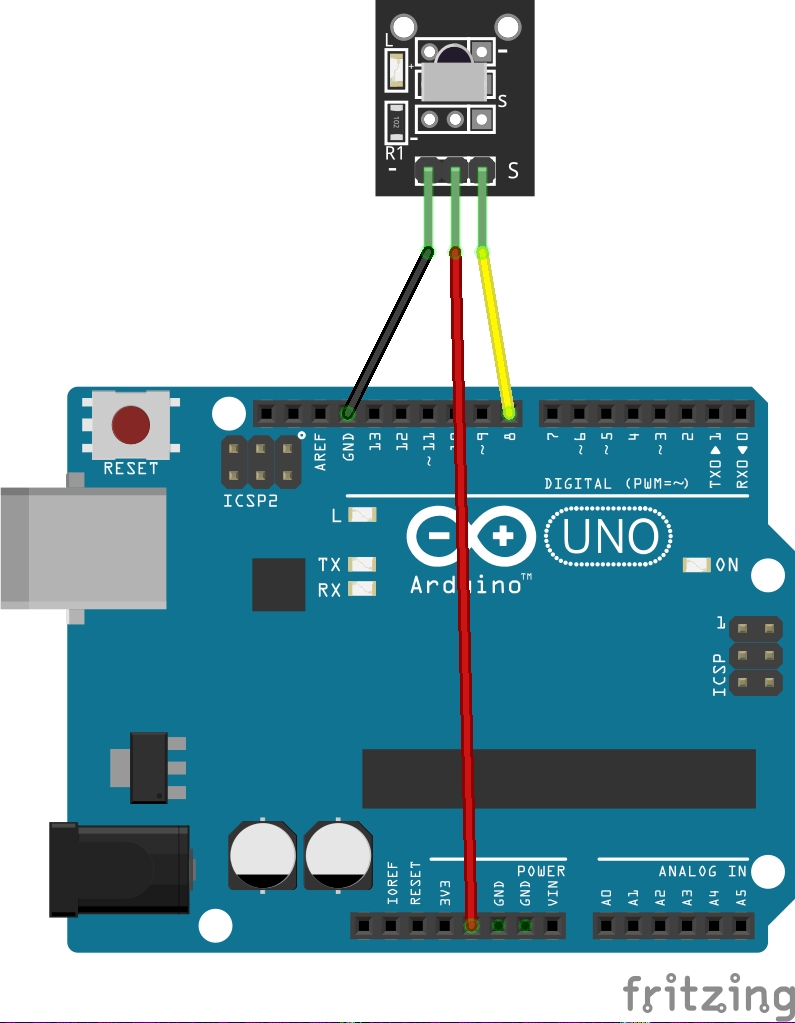 L
+
-
S
102
-
R1
- S
RESET
AREF
GND
13
12
~11
10
~9
8
7
~6
~5
4
~3
2
TX0▶1
RX0◀0
ICSP2
DIGITAL (PWM=~)
L
TX
RX
UNO
Arduino™
ON
1
ICSP
IOREF
RESET
3V3
GND
GND
VIN
POWER
ANALOG IN
A0
A1
A2
A3
A4
A5
fritzing